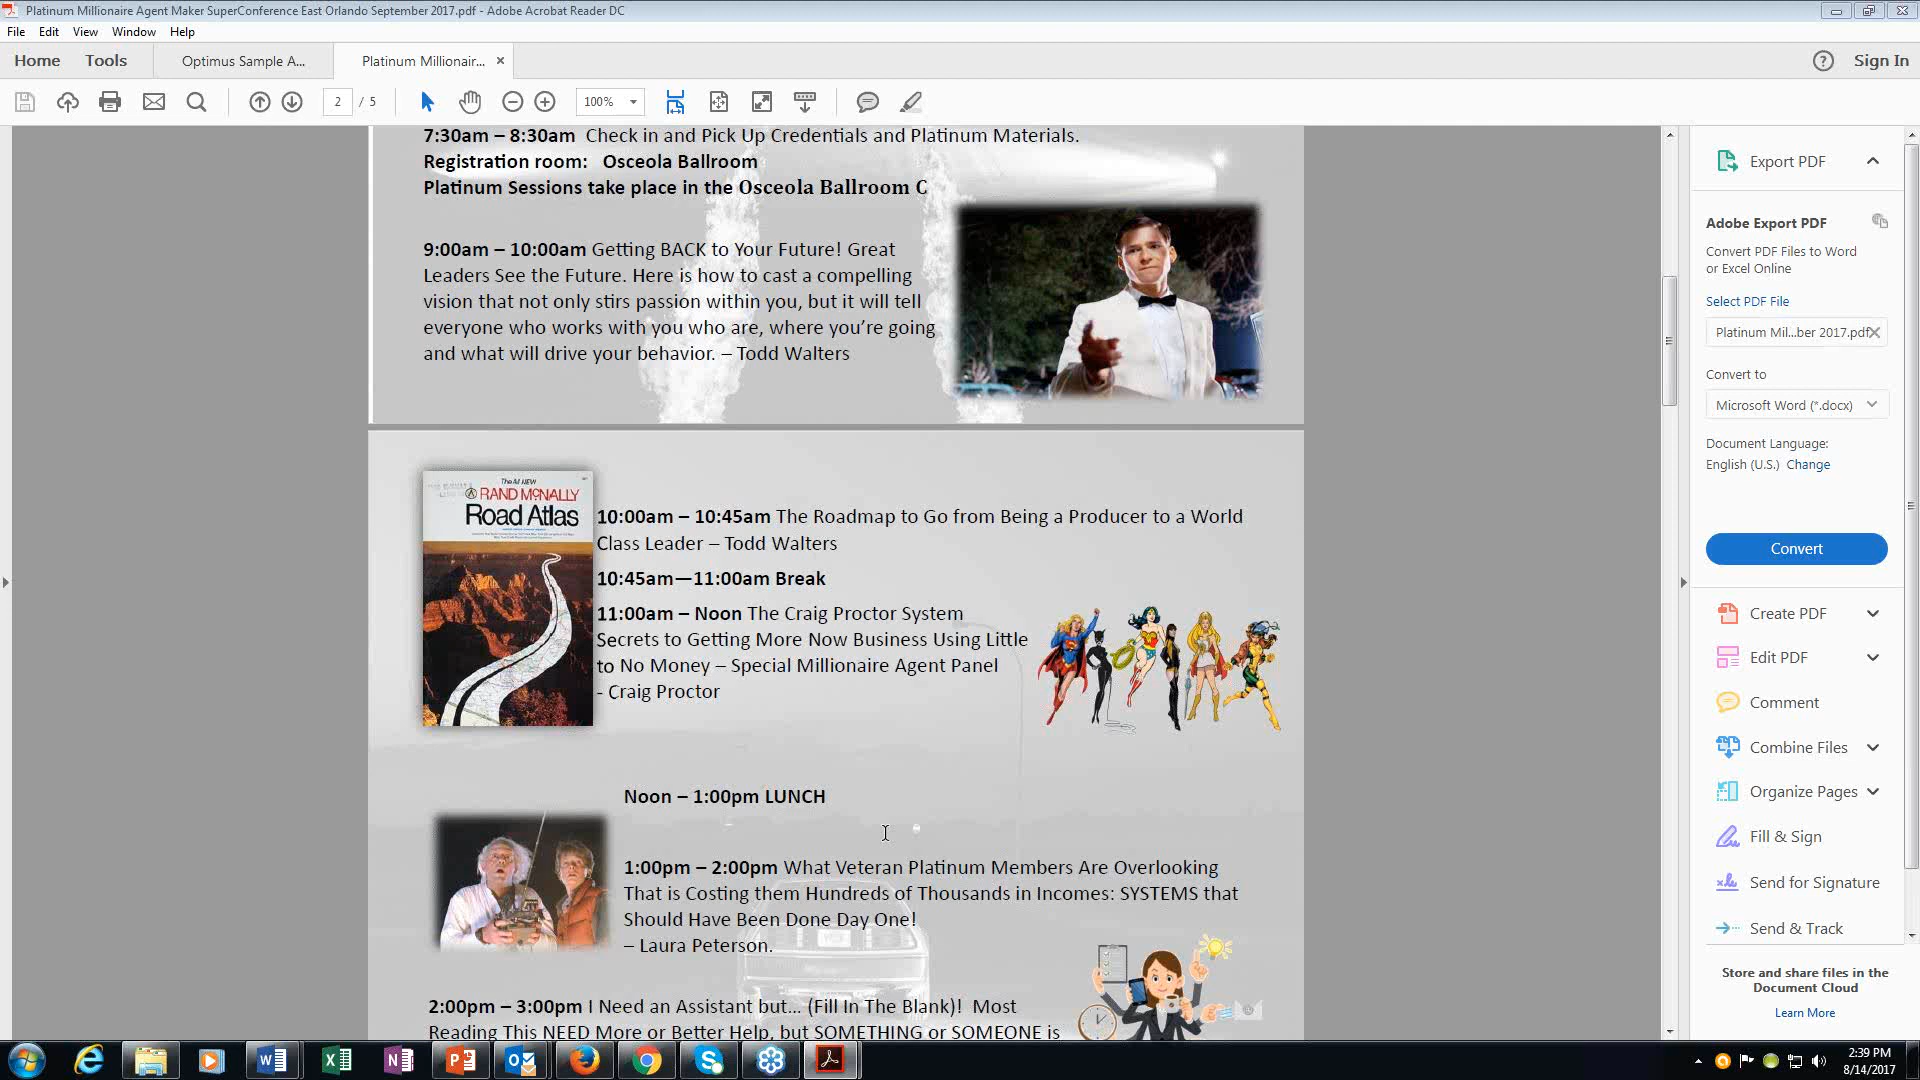 Platinum Millionaire Agent Maker SuperConference East Orlando September 2017.pdf - Adobe Acrobat Reader DC
File Edit View Window Help
Home Tools Optimus Sample A... Platinum Millionair... × Sign In
2 / 5 100%
7:30am – 8:30am Check in and Pick Up Credentials and Platinum Materials.
Registration room: Osceola Ballroom
Platinum Sessions take place in the Osceola Ballroom C
9:00am – 10:00am Getting BACK to Your Future! Great
Leaders See the Future. Here is how to cast a compelling
vision that not only stirs passion within you, but it will tell
everyone who works with you who are, where you're going
and what will drive your behavior. – Todd Walters
The All NEW
RAND McNALLY
Road Atlas
10:00am – 10:45am The Roadmap to Go from Being a Producer to a World
Class Leader – Todd Walters
10:45am—11:00am Break
11:00am – Noon The Craig Proctor System
Secrets to Getting More Now Business Using Little
to No Money – Special Millionaire Agent Panel
- Craig Proctor
Noon – 1:00pm LUNCH
1:00pm – 2:00pm What Veteran Platinum Members Are Overlooking
That is Costing them Hundreds of Thousands in Incomes: SYSTEMS that
Should Have Been Done Day One!
– Laura Peterson.
2:00pm – 3:00pm I Need an Assistant but... (Fill In The Blank)! Most
Reading This NEED More or Better Help, but SOMETHING or SOMEONE is
Export PDF
Adobe Export PDF
Convert PDF Files to Word
or Excel Online
Select PDF File
Platinum Mil...ber 2017.pdf
Convert to
Microsoft Word (*.docx)
Document Language:
English (U.S.) Change
Convert
Create PDF
Edit PDF
Comment
Combine Files
Organize Pages
Fill & Sign
Send for Signature
Send & Track
Store and share files in the
Document Cloud
Learn More
2:39 PM
8/14/2017